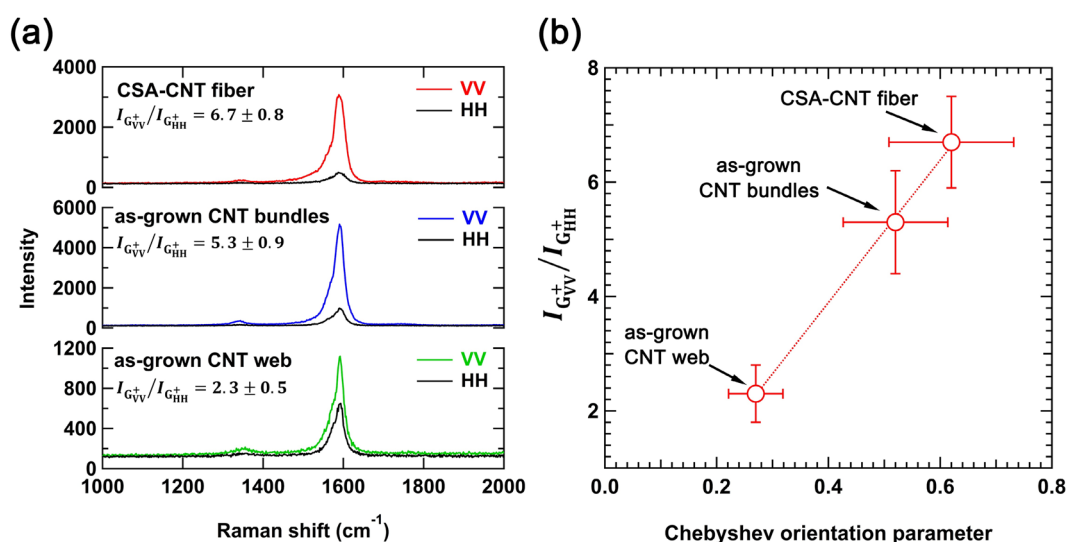 (a)
4000
3000
2000
1000
0
CSA-CNT fiber
I_{G^+_{VV}}/I_{G^+_{HH}} = 6.7 ± 0.8
VV
HH
6000
4000
2000
0
as-grown CNT bundles
I_{G^+_{VV}}/I_{G^+_{HH}} = 5.3 ± 0.9
VV
HH
Intensity
1200
800
400
0
as-grown CNT web
I_{G^+_{VV}}/I_{G^+_{HH}} = 2.3 ± 0.5
VV
HH
1000 1200 1400 1600 1800 2000
Raman shift (cm⁻¹)
(b)
8
6
4
2
I_{G^+_{VV}}/I_{G^+_{HH}}
CSA-CNT fiber
as-grown
CNT bundles
as-grown
CNT web
0.0 0.2 0.4 0.6 0.8
Chebyshev orientation parameter